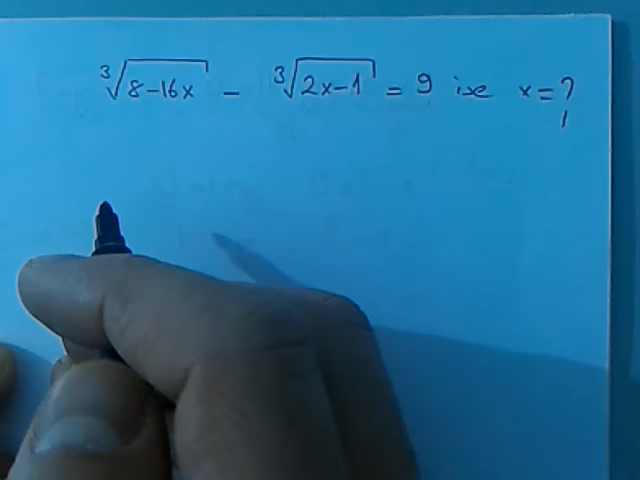 ∛(8-16x) - ∛(2x-1) = 9 ise x = ?